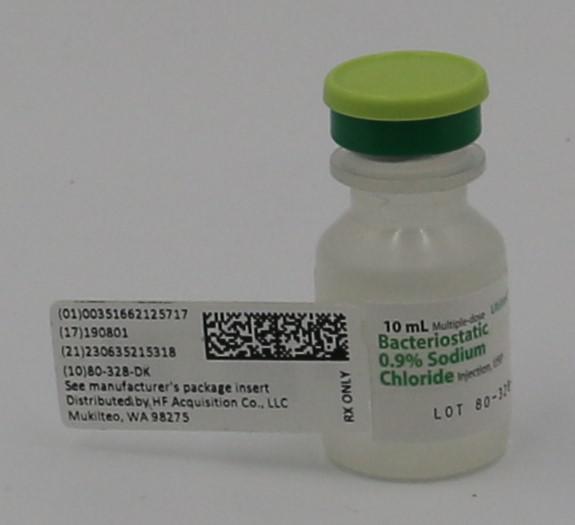 (01)00351662125717
(17)190801
(21)230635215318
(10)80-328-DK
See manufacturer's package insert
Distributed by HF Acquisition Co., LLC
Mukilteo, WA 98275
RX ONLY
10 mL Multiple-dose
Bacteriostatic
0.9% Sodium
Chloride Injection, USP
LOT 80-328